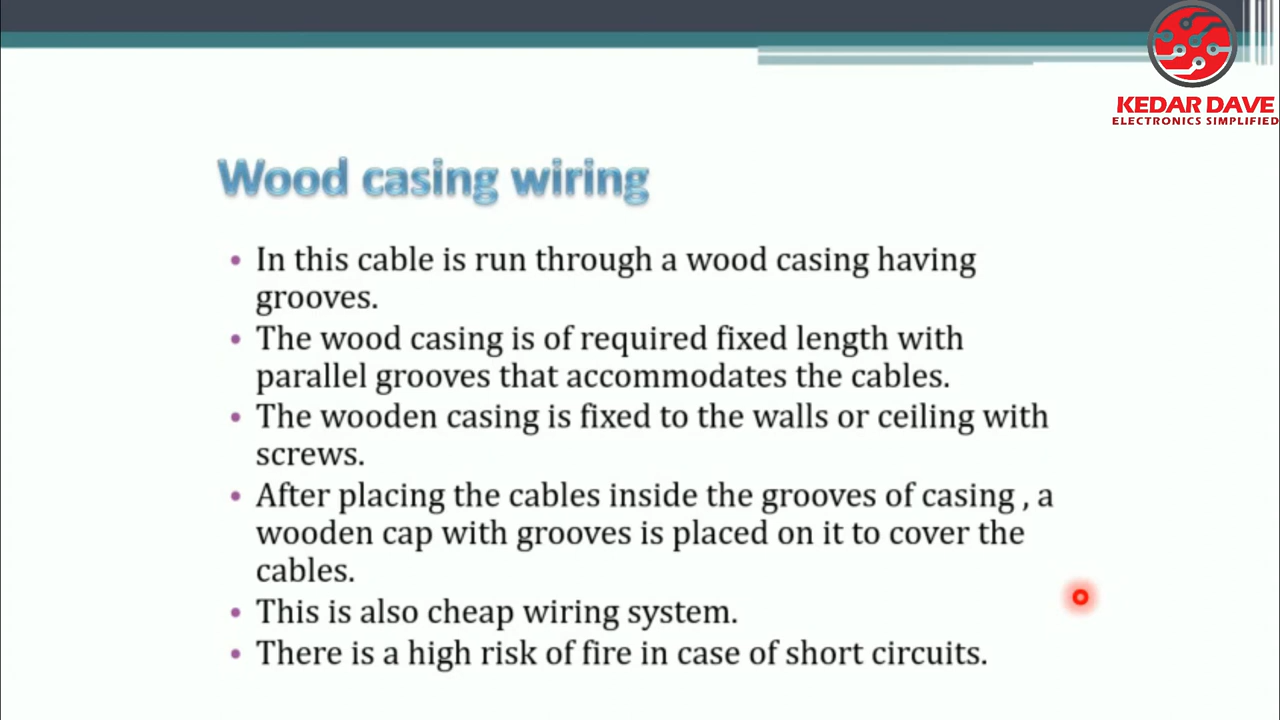 KEDAR DAVE
ELECTRONICS SIMPLIFIED
Wood casing wiring
• In this cable is run through a wood casing having
grooves.
• The wood casing is of required fixed length with
parallel grooves that accommodates the cables.
• The wooden casing is fixed to the walls or ceiling with
screws.
• After placing the cables inside the grooves of casing , a
wooden cap with grooves is placed on it to cover the
cables.
• This is also cheap wiring system.
• There is a high risk of fire in case of short circuits.